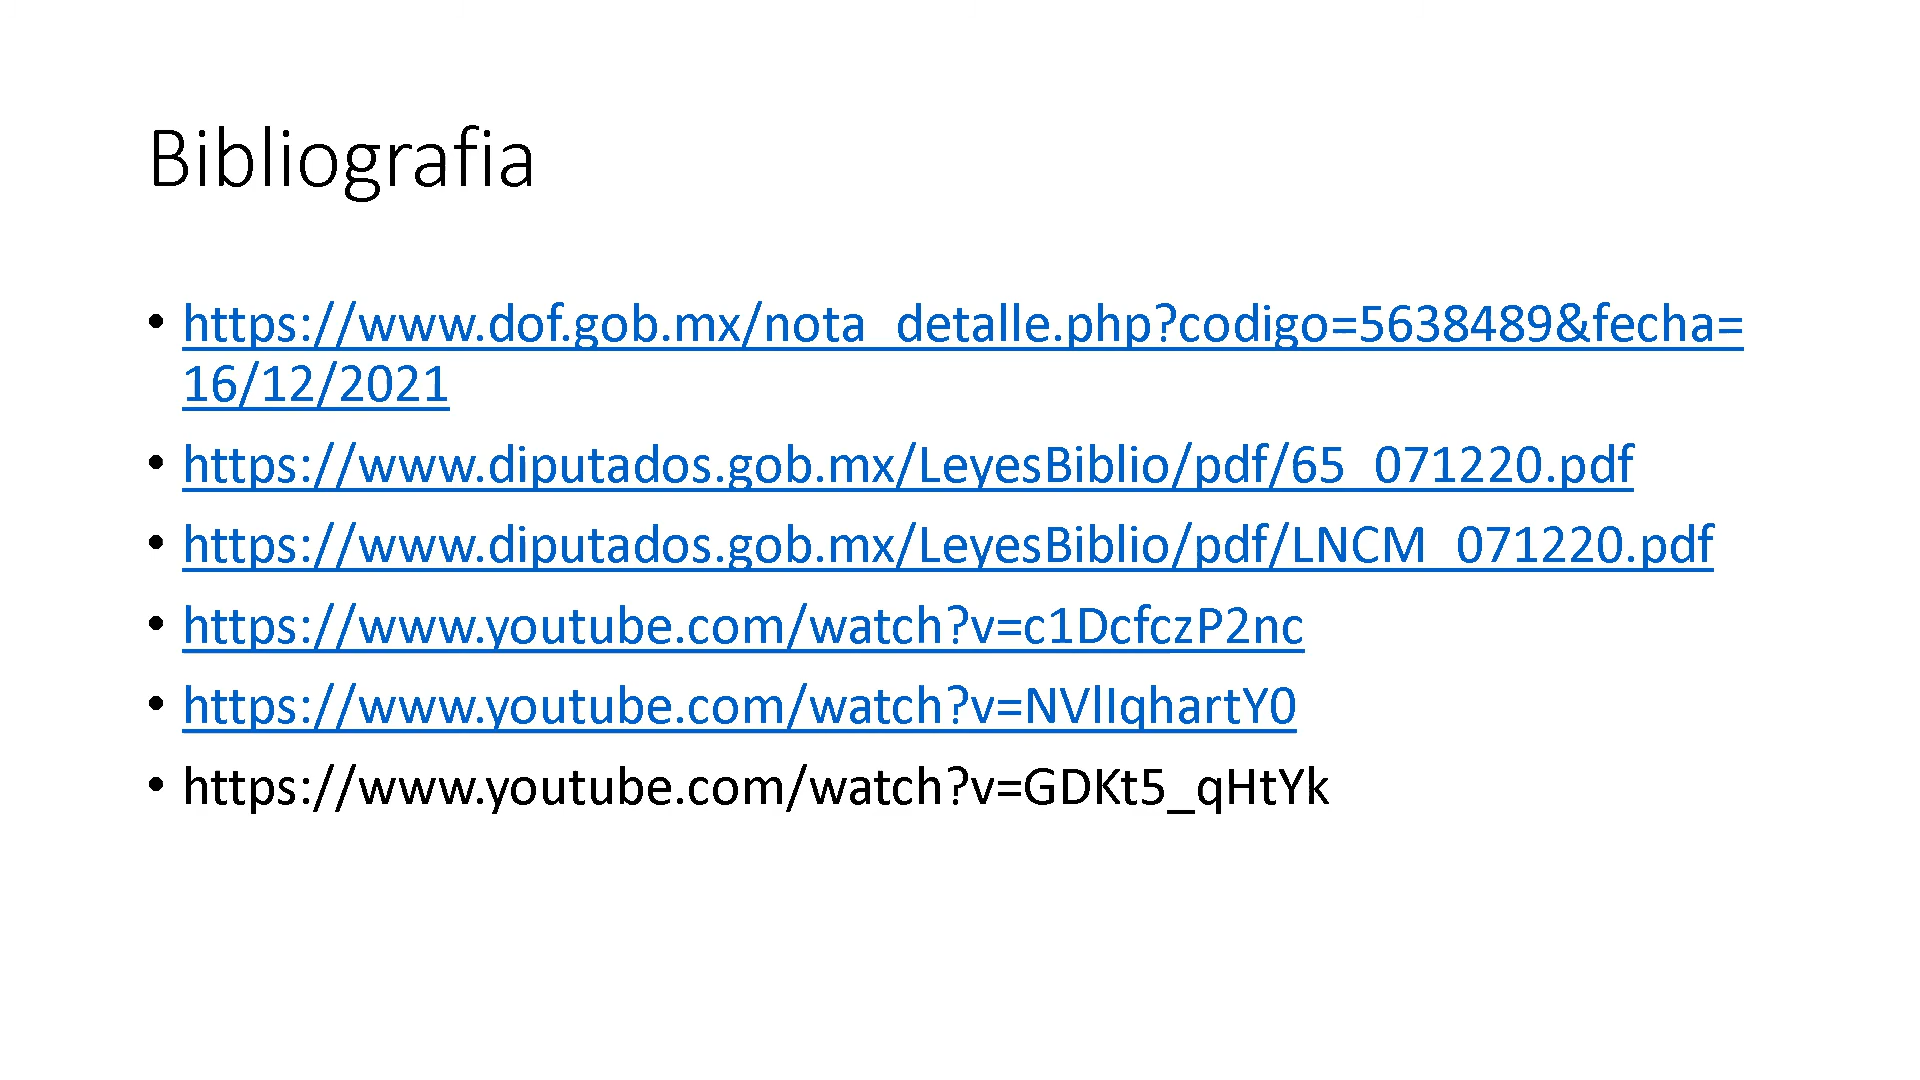 Bibliografia
• https://www.dof.gob.mx/nota_detalle.php?codigo=5638489&fecha=
16/12/2021
• https://www.diputados.gob.mx/LeyesBiblio/pdf/65_071220.pdf
• https://www.diputados.gob.mx/LeyesBiblio/pdf/LNCM_071220.pdf
• https://www.youtube.com/watch?v=c1DcfczP2nc
• https://www.youtube.com/watch?v=NVlIqhartY0
• https://www.youtube.com/watch?v=GDKt5_qHtYk